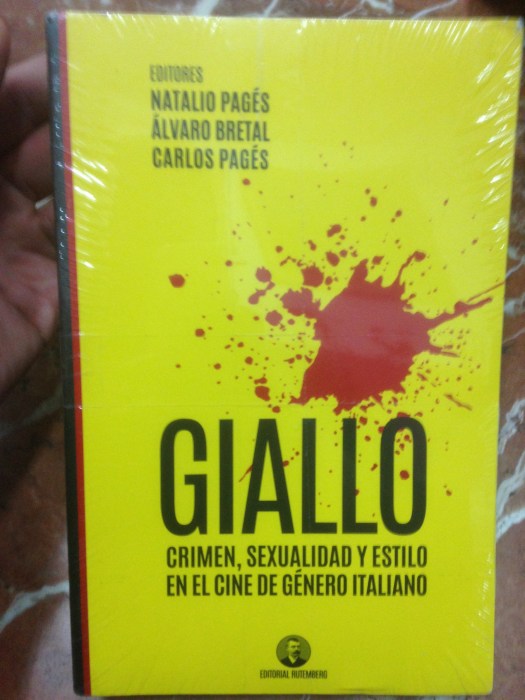 EDITORES
NATALIO PAGÉS
ÁLVARO BRETAL
CARLOS PAGÉS
GIALLO
CRIMEN, SEXUALIDAD Y ESTILO
EN EL CINE DE GÉNERO ITALIANO
EDITORIAL RUTEMBERG